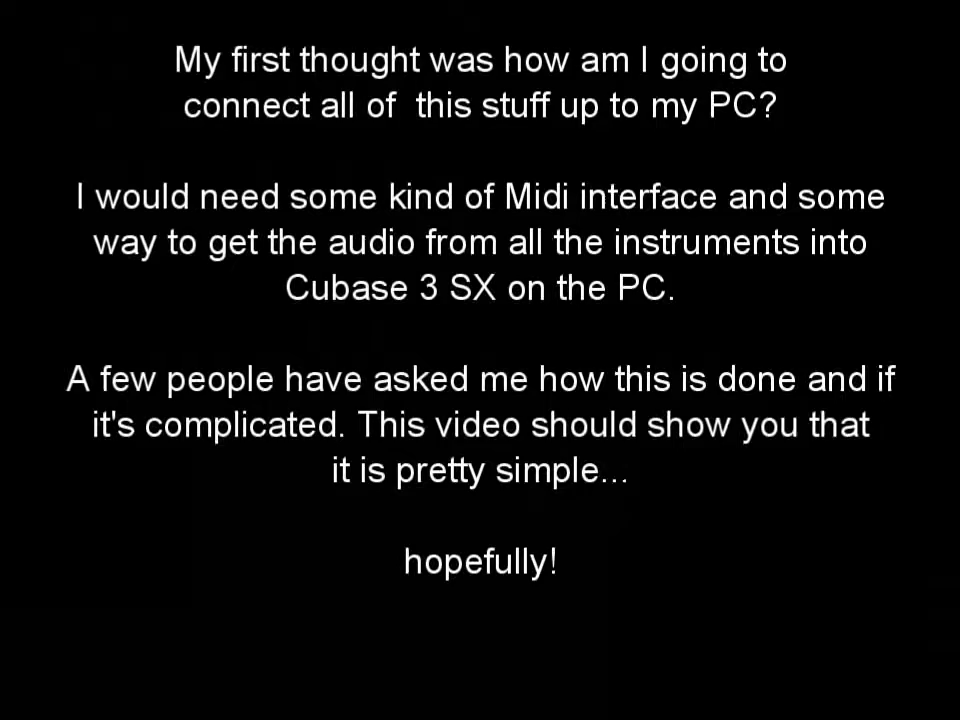 My first thought was how am I going to
connect all of  this stuff up to my PC?
I would need some kind of Midi interface and some
way to get the audio from all the instruments into
Cubase 3 SX on the PC.
A few people have asked me how this is done and if
it's complicated. This video should show you that
it is pretty simple...
hopefully!